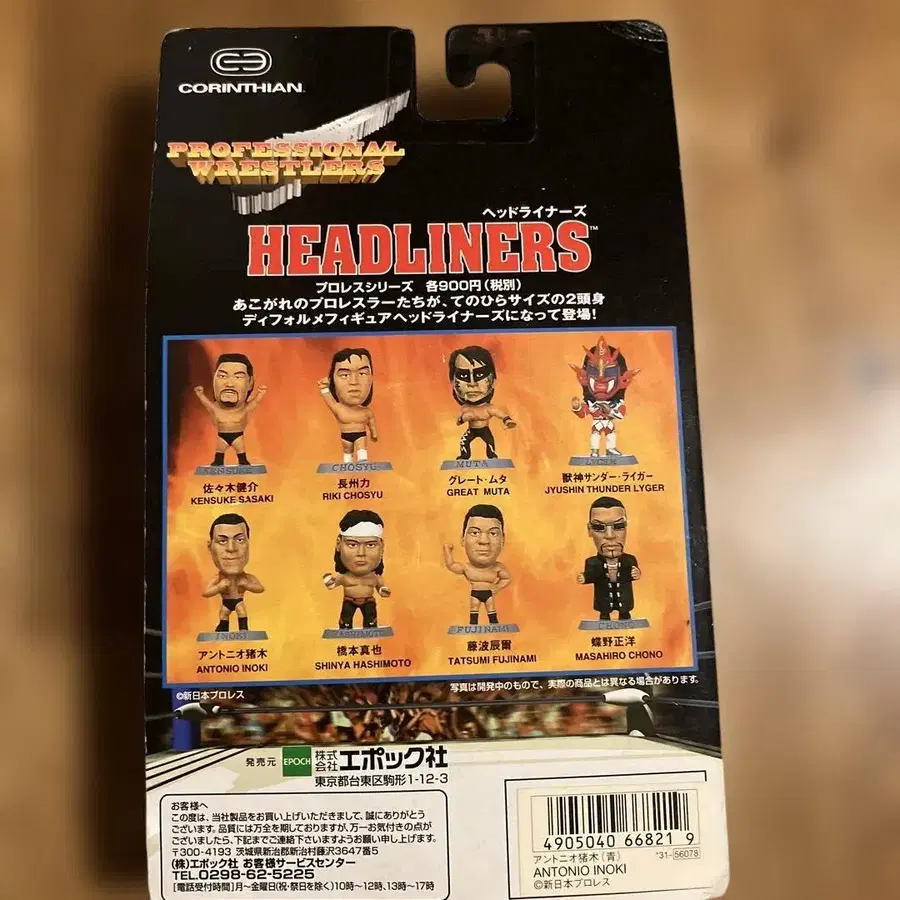 CORINTHIAN
PROFESSIONAL
WRESTLERS
ヘッドライナーズ
HEADLINERS™
プロレスシリーズ 各900円(税別)
あこがれのプロレスラーたちが、てのひらサイズの2頭身
ディフォルメフィギュアヘッドライナーズになって登場!
KENSUKE
CHOSYU
MUTA
LYGER
佐々木健介
長州力
グレート・ムタ
獣神サンダー・ライガー
KENSUKE SASAKI
RIKI CHOSYU
GREAT MUTA
JYUSHIN THUNDER LYGER
INOKI
HASHIMOTO
FUJINAMI
CHONO
アントニオ猪木
橋本真也
藤波辰爾
蝶野正洋
ANTONIO INOKI
SHINYA HASHIMOTO
TATSUMI FUJINAMI
MASAHIRO CHONO
©新日本プロレス
写真は開発中のもので、実際の商品とは異なる場合があります。
発売元 EPOCH 株式会社エポック社
東京都台東区駒形1-12-3
お客様へ
この度は、当社製品をお買い上げいただきまして、誠にありがとう
ございます。品質には万全を期しておりますが、万一お気付きの点が
ございましたら、下記までご連絡下さいますようお願い申し上げます。
〒300-4193 茨城県新治郡新治村藤沢3647番5
(株)エポック社 お客様サービスセンター
TEL.0298-62-5225
[電話受付時間]月~金曜日(祝・祭日を除く)10時~12時、13時~17時
4905040 668219
アントニオ猪木(青) *31-56078
ANTONIO INOKI
©新日本プロレス